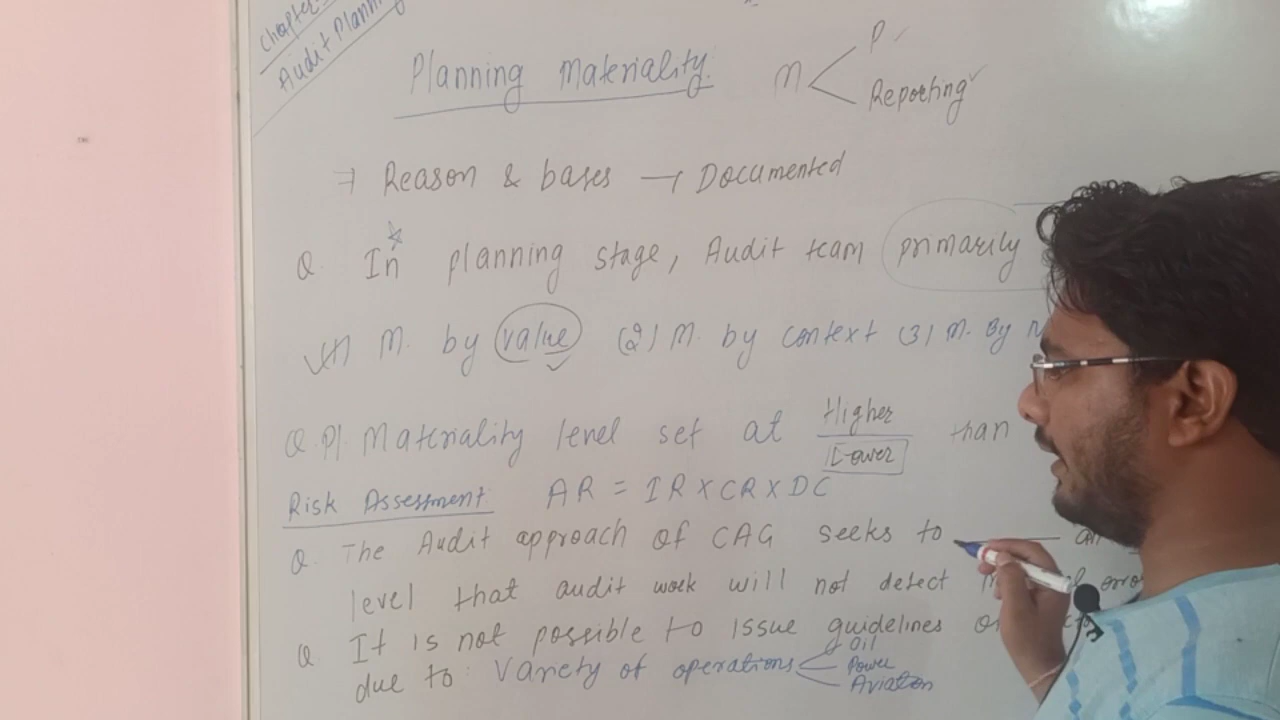 Chapter
Audit Planning
Planning Materiality.
M < P
Reporting
Reason & bases → Documented
Q. In planning stage, Audit team primarily
(1) M. by value (2) M. by context (3) M. By
Q. P/. Materiality level set at Higher Lower than
Risk Assessment: AR = IR X CR X DC
Q. The Audit approach of CAG seeks to ____
level that audit work will not detect
Q It is not possible to issue guidelines
due to: Variety of operations Oil
Power
Aviation